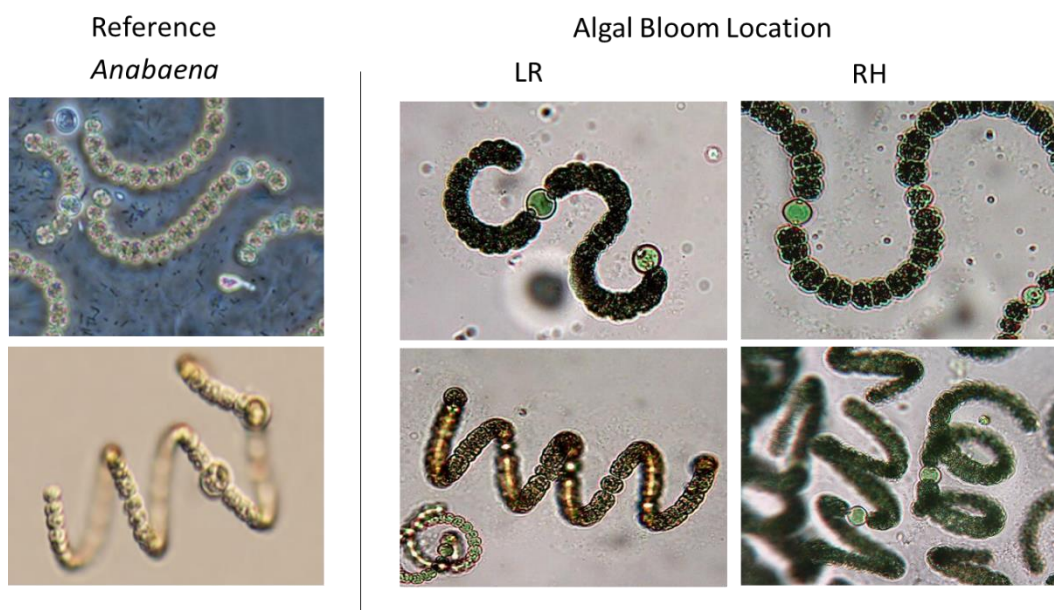 Reference
Anabaena
Algal Bloom Location
LR
RH